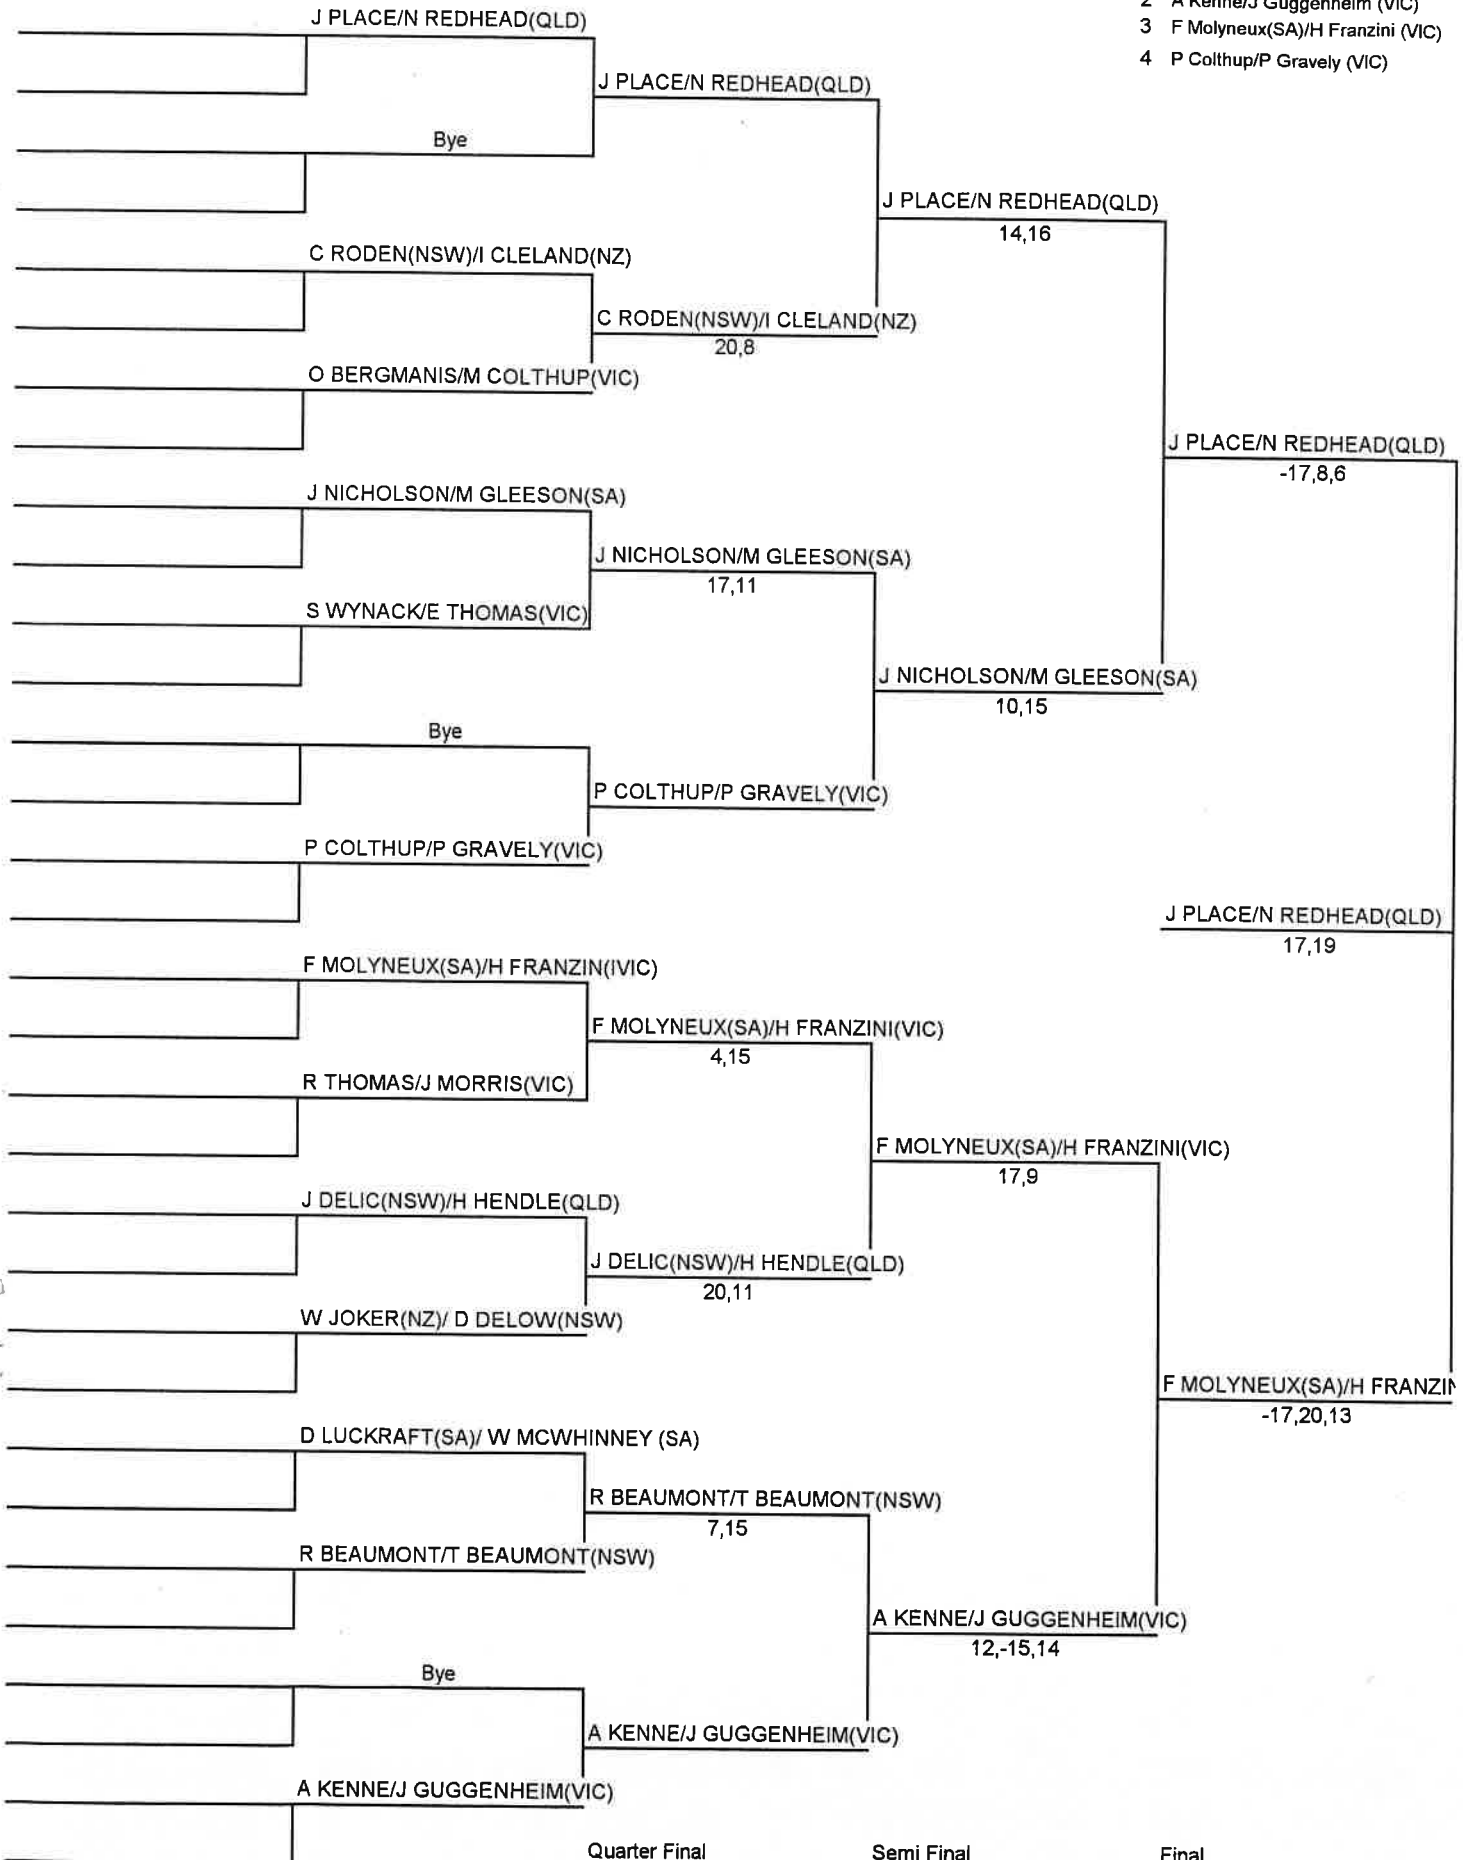 2 A Kenne/J Guggenheim (VIC)
3 F Molyneux(SA)/H Franzini (VIC)
4 P Colthup/P Gravely (VIC)
J PLACE/N REDHEAD(QLD)
J PLACE/N REDHEAD(QLD)
Bye
J PLACE/N REDHEAD(QLD)
14,16
C RODEN(NSW)/I CLELAND(NZ)
C RODEN(NSW)/I CLELAND(NZ)
20,8
O BERGMANIS/M COLTHUP(VIC)
J PLACE/N REDHEAD(QLD)
-17,8,6
J NICHOLSON/M GLEESON(SA)
J NICHOLSON/M GLEESON(SA)
17,11
S WYNACK/E THOMAS(VIC)
J NICHOLSON/M GLEESON(SA)
10,15
Bye
P COLTHUP/P GRAVELY(VIC)
P COLTHUP/P GRAVELY(VIC)
J PLACE/N REDHEAD(QLD)
17,19
F MOLYNEUX(SA)/H FRANZIN(IVIC)
F MOLYNEUX(SA)/H FRANZINI(VIC)
4,15
R THOMAS/J MORRIS(VIC)
F MOLYNEUX(SA)/H FRANZINI(VIC)
17,9
J DELIC(NSW)/H HENDLE(QLD)
J DELIC(NSW)/H HENDLE(QLD)
20,11
W JOKER(NZ)/ D DELOW(NSW)
F MOLYNEUX(SA)/H FRANZIN
-17,20,13
D LUCKRAFT(SA)/ W MCWHINNEY (SA)
R BEAUMONT/T BEAUMONT(NSW)
7,15
R BEAUMONT/T BEAUMONT(NSW)
A KENNE/J GUGGENHEIM(VIC)
12,-15,14
Bye
A KENNE/J GUGGENHEIM(VIC)
A KENNE/J GUGGENHEIM(VIC)
Quarter Final
Semi Final
Final